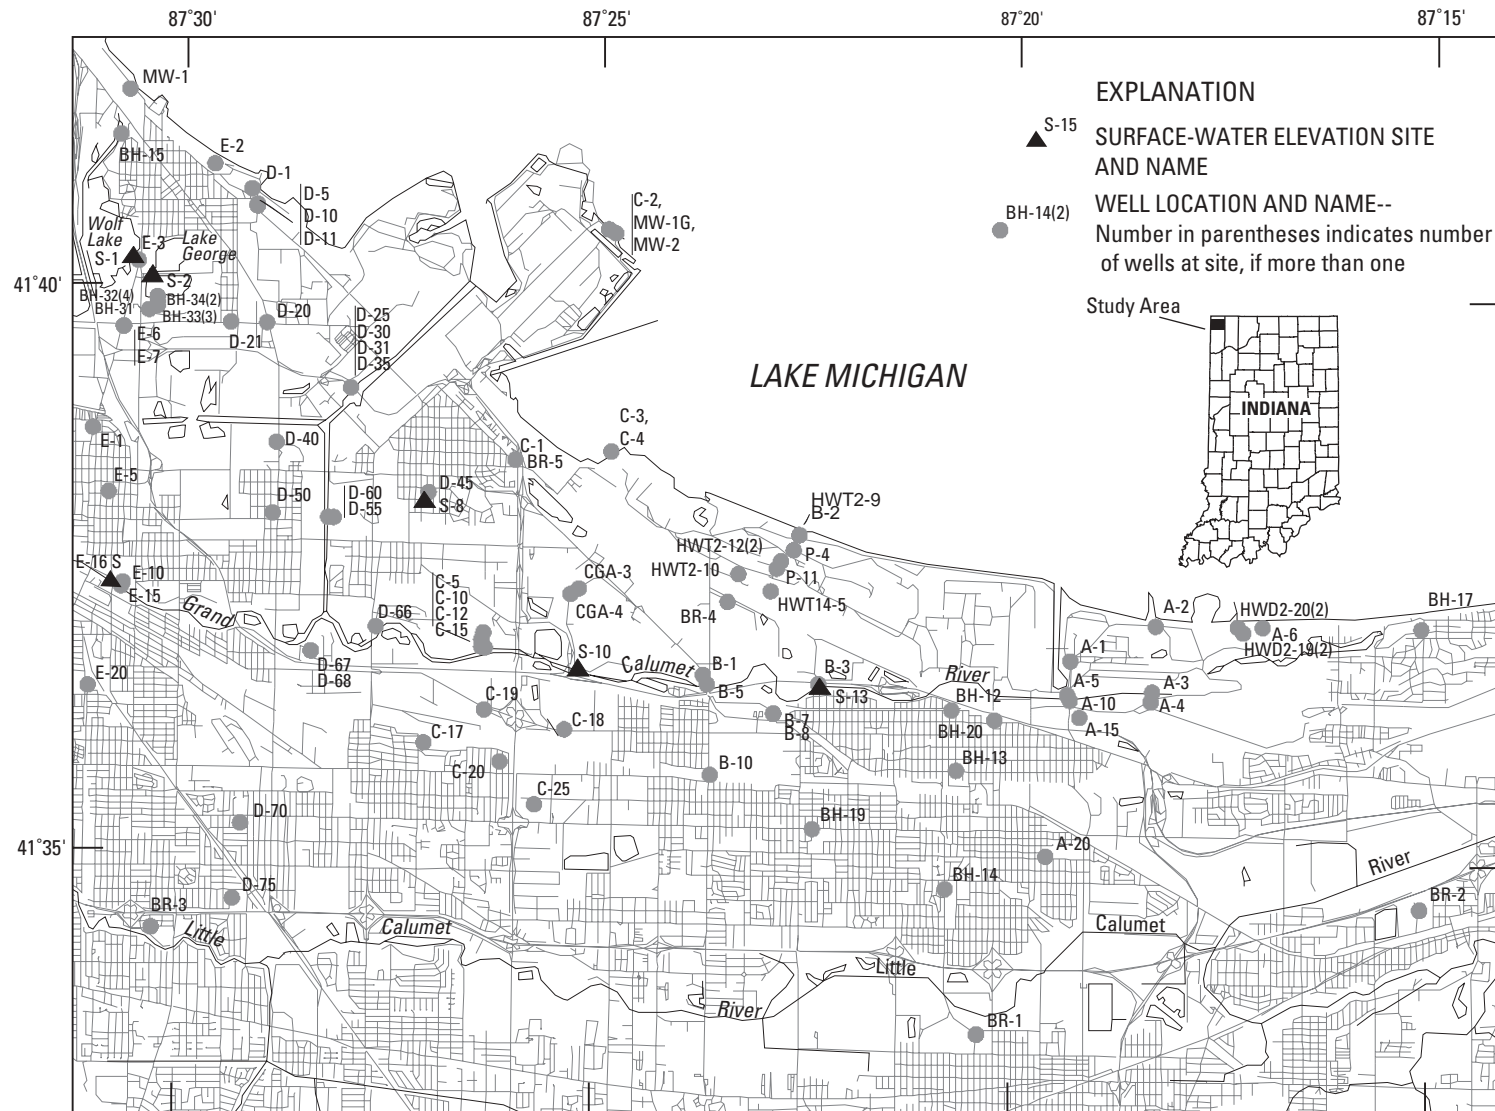 87°30'
87°25'
87°20'
87°15'
MW-1
EXPLANATION
S-15
SURFACE-WATER ELEVATION SITE
AND NAME
BH-14(2)
WELL LOCATION AND NAME--
Number in parentheses indicates number
of wells at site, if more than one
Study Area
INDIANA
LAKE MICHIGAN
BH-15
E-2
D-1
D-5
D-10
D-11
C-2,
MW-1G,
MW-2
Wolf
Lake
Lake
George
E-3
S-1
S-2
41°40'
BH-32(4)
BH-34(2)
BH-31
BH-33(3)
E-6
E-7
D-21
D-20
D-25
D-30
D-31
D-35
E-1
D-40
C-3,
C-4
C-1
BR-5
E-5
D-50
D-60
D-55
D-45
S-8
HWT2-9
B-2
HWT2-12(2)
P-4
HWT2-10
P-11
HWT14-5
E-16 S
E-10
E-15
Grand
C-5
C-10
C-12
C-15
CGA-3
CGA-4
BR-4
D-66
A-2
HWD2-20(2)
BH-17
A-6
HWD2-19(2)
D-67
D-68
S-10
Calumet
B-1
B-5
B-3
S-13
River
A-1
A-5
A-3
A-10
A-4
A-15
E-20
C-19
C-18
C-17
C-20
B-7
B-8
BH-12
BH-20
BH-13
B-10
C-25
D-70
BH-19
41°35'
A-20
River
D-75
BH-14
BR-2
BR-3
Little
Calumet
Calumet
Little
River
BR-1